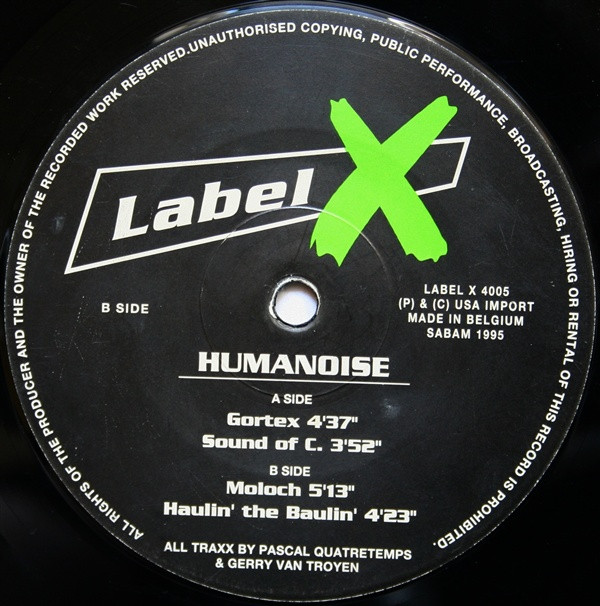 ALL RIGHTS OF THE PRODUCER AND THE OWNER OF THE RECORDED WORK RESERVED.UNAUTHORISED COPYING, PUBLIC PERFORMANCE, BROADCASTING, HIRING OR RENTAL OF THIS RECORD IS PROHIBITED.
Label X
B SIDE
LABEL X 4005
(P) & (C) USA IMPORT
MADE IN BELGIUM
SABAM 1995
HUMANOISE
A SIDE
Gortex 4'37"
Sound of C. 3'52"
B SIDE
Moloch 5'13"
Haulin' the Baulin' 4'23"
ALL TRAXX BY PASCAL QUATRETEMPS
& GERRY VAN TROYEN